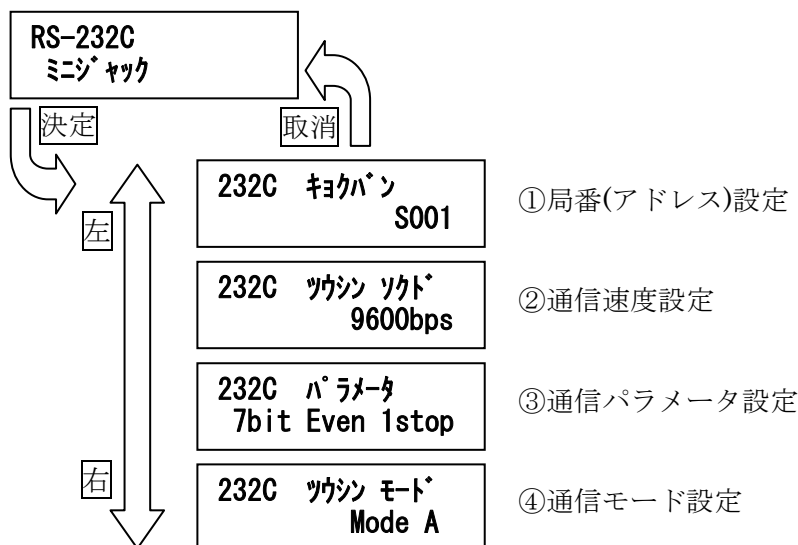 RS-232C
ﾐﾆｼﾞｬｯｸ
決定
取消
左
232C ｷｮｸﾊﾞﾝ
S001
①局番(アドレス)設定
232C ﾂｳｼﾝ ｿｸﾄﾞ
9600bps
②通信速度設定
232C ﾊﾟﾗﾒｰﾀ
7bit Even 1stop
③通信パラメータ設定
右
232C ﾂｳｼﾝ ﾓｰﾄﾞ
Mode A
④通信モード設定